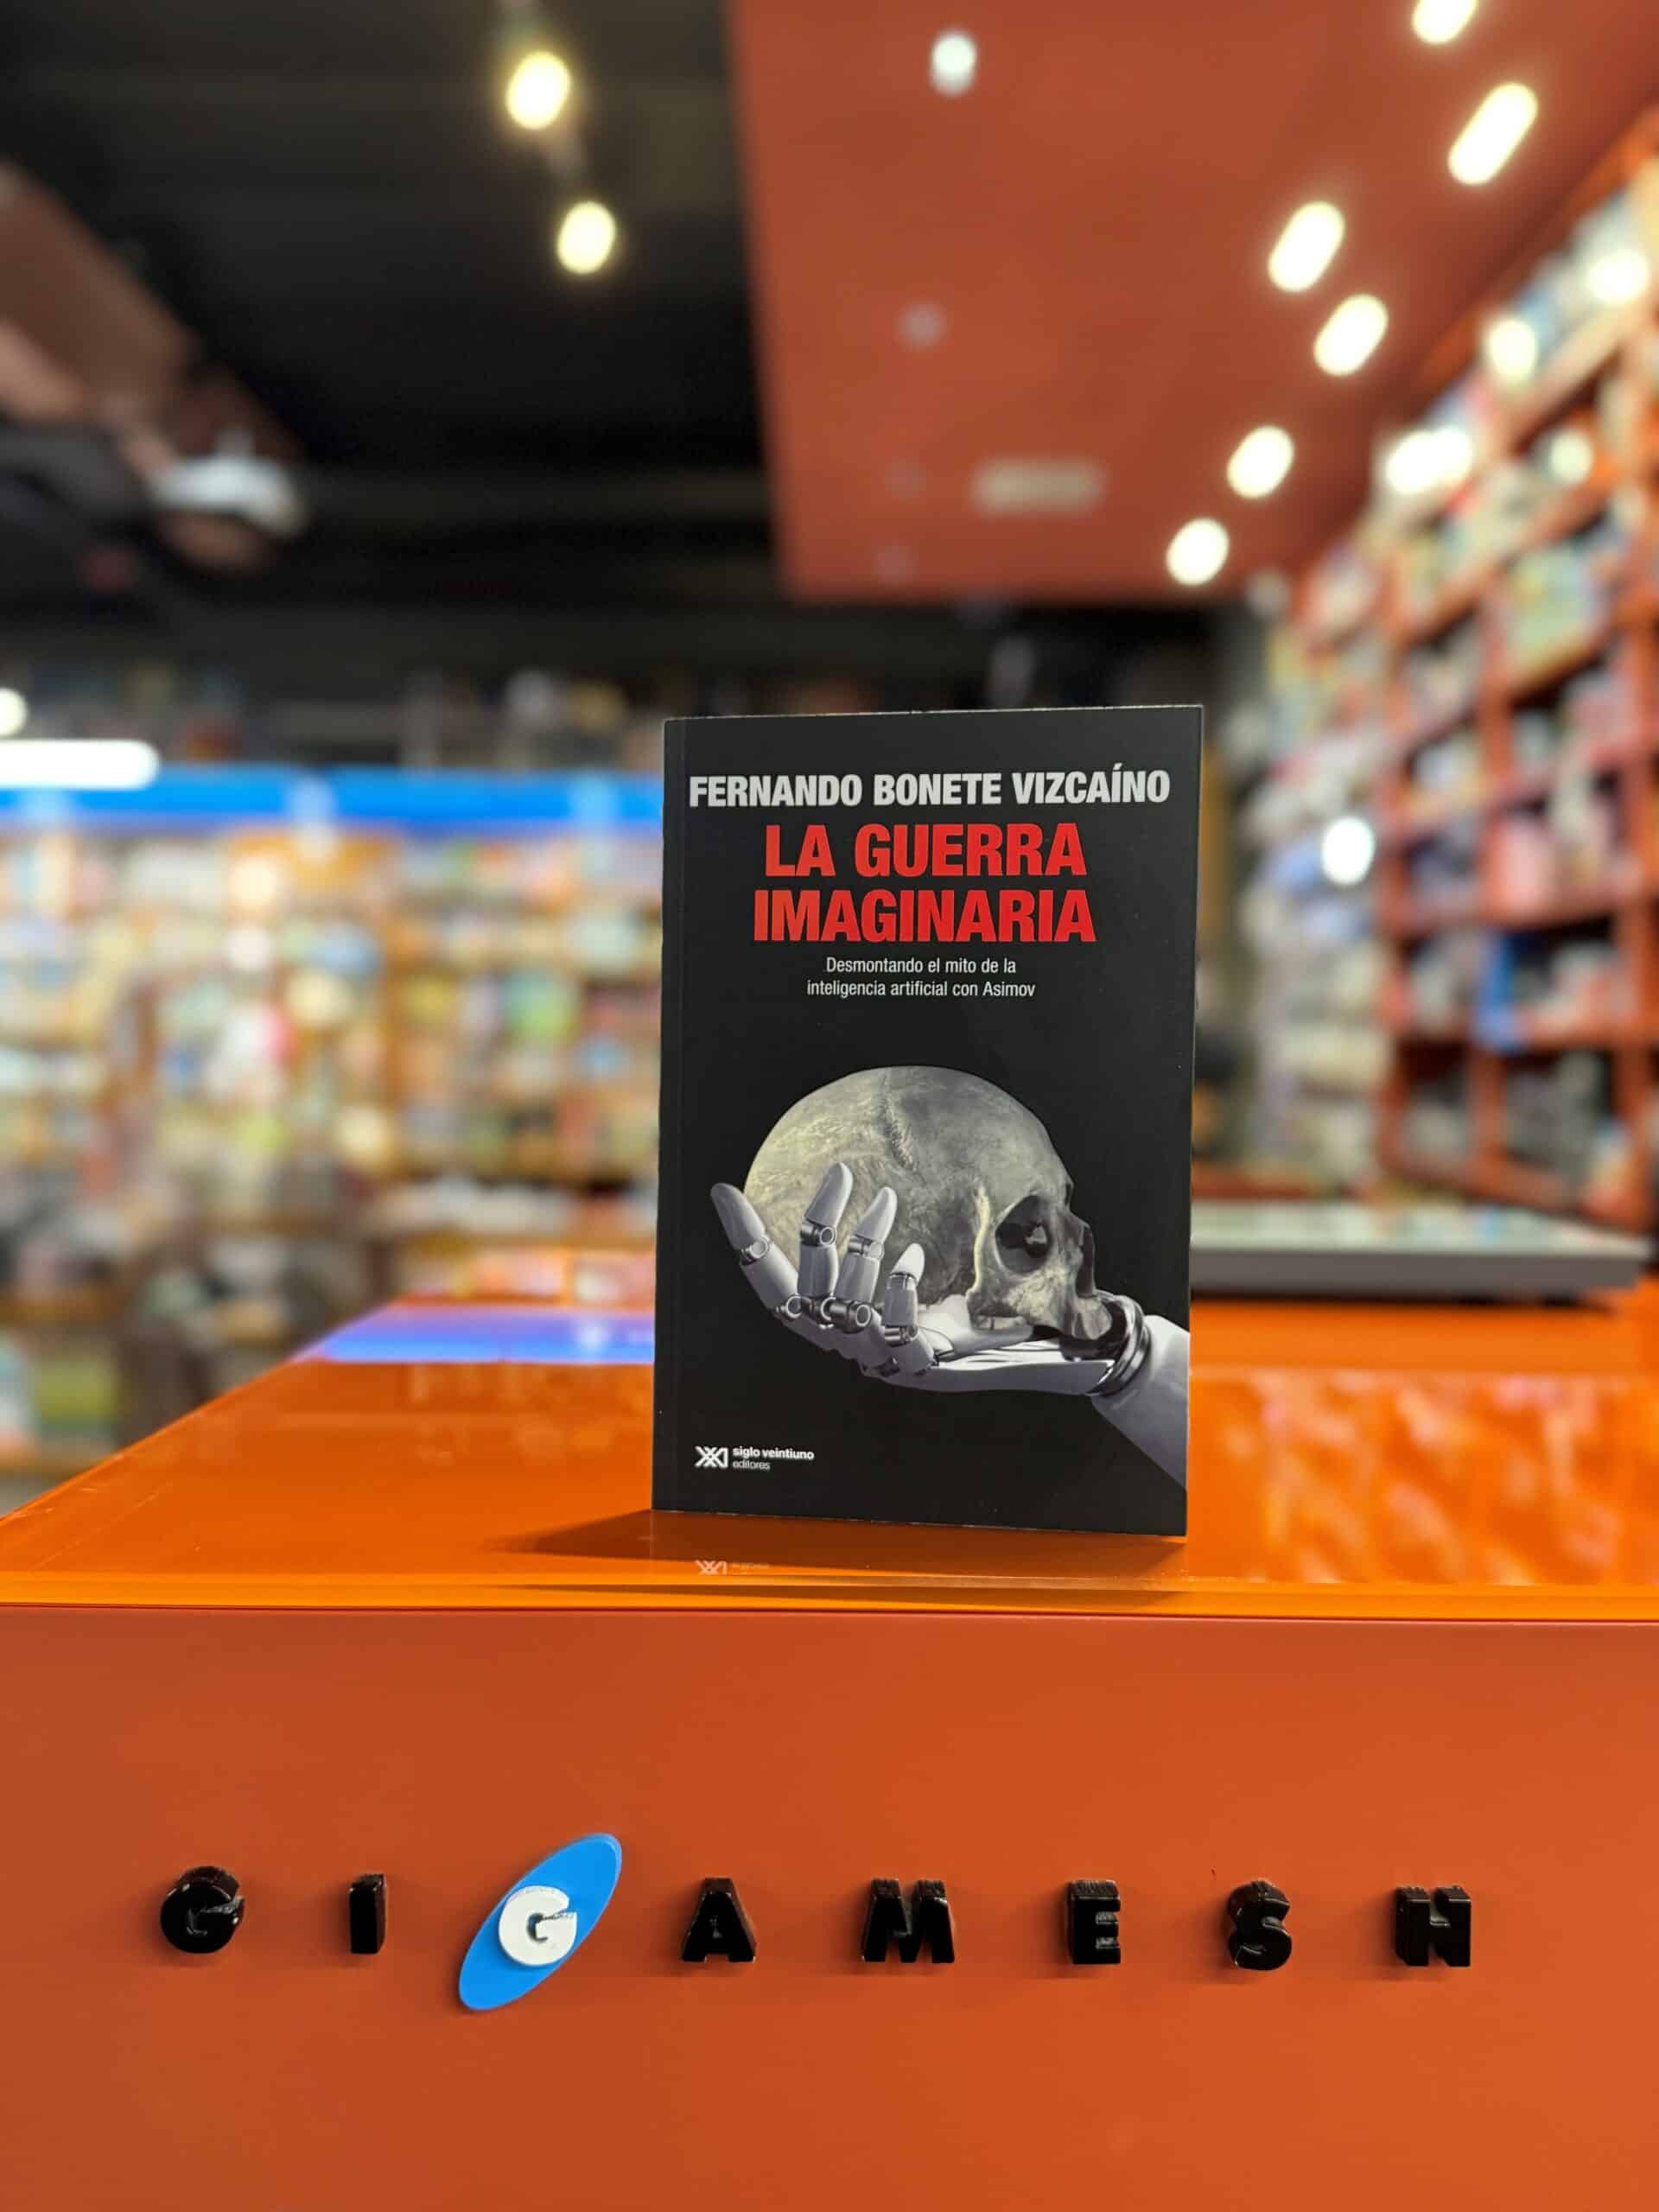 FERNANDO BONETE VIZCAÍNO
LA GUERRA
IMAGINARIA
Desmontando el mito de la
inteligencia artificial con Asimov
siglo veintiuno
editores
GIGAMESH